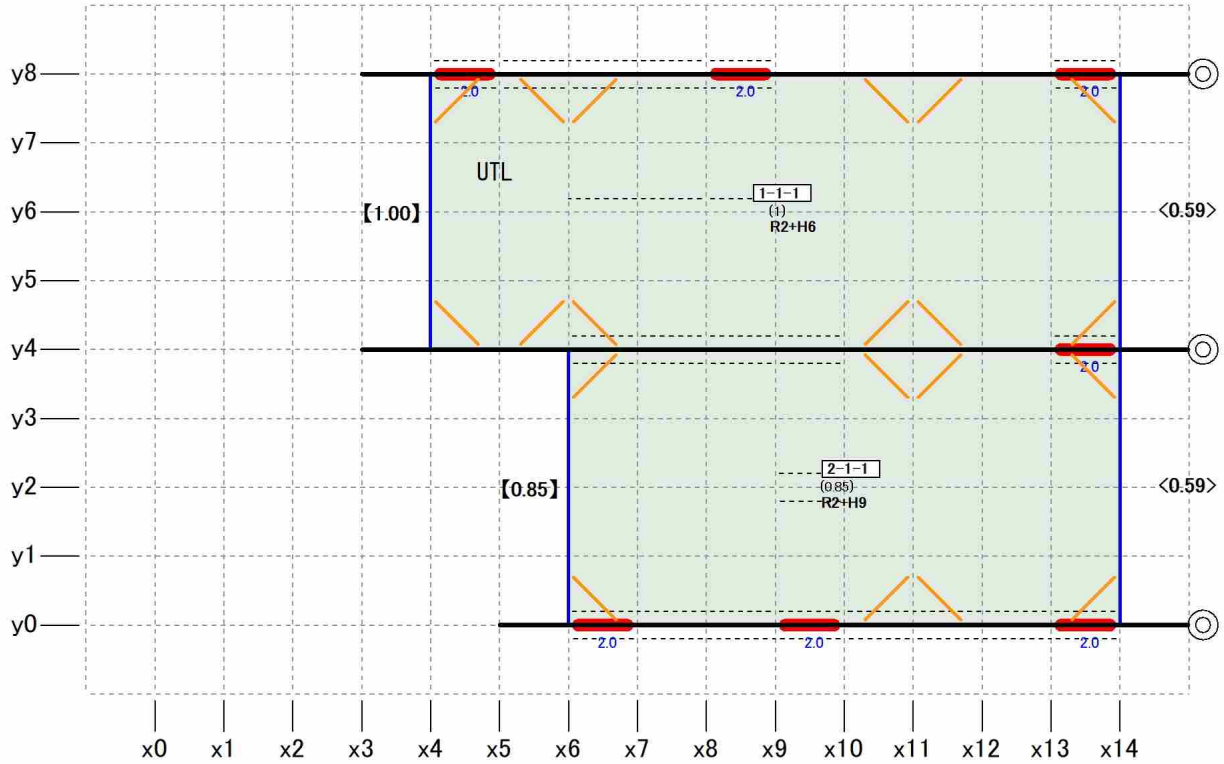 y8
2.0 2.0 2.0
y7
UTL
1-1-1
y6 【1.00】 (1) <0.59>
R2+H6
y5
y4
2.0
y3
2-1-1
y2 【0.85】 (0.85) <0.59>
R2+H9
y1
y0
2.0 2.0 2.0
x0 x1 x2 x3 x4 x5 x6 x7 x8 x9 x10 x11 x12 x13 x14